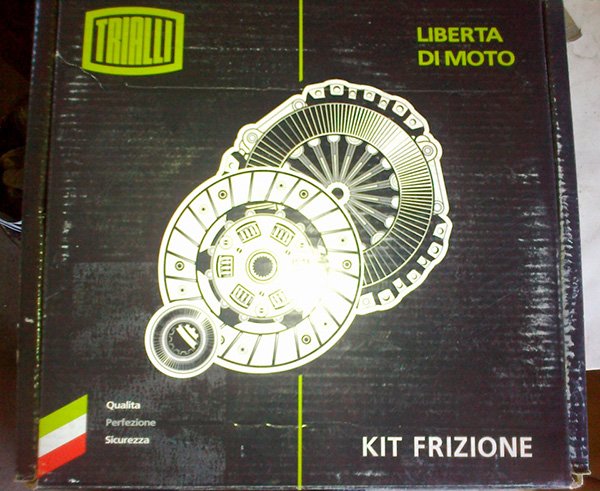 TRIALLI
LIBERTA
DI MOTO
Qualita
Perfezione
Sicurezza
KIT FRIZIONE